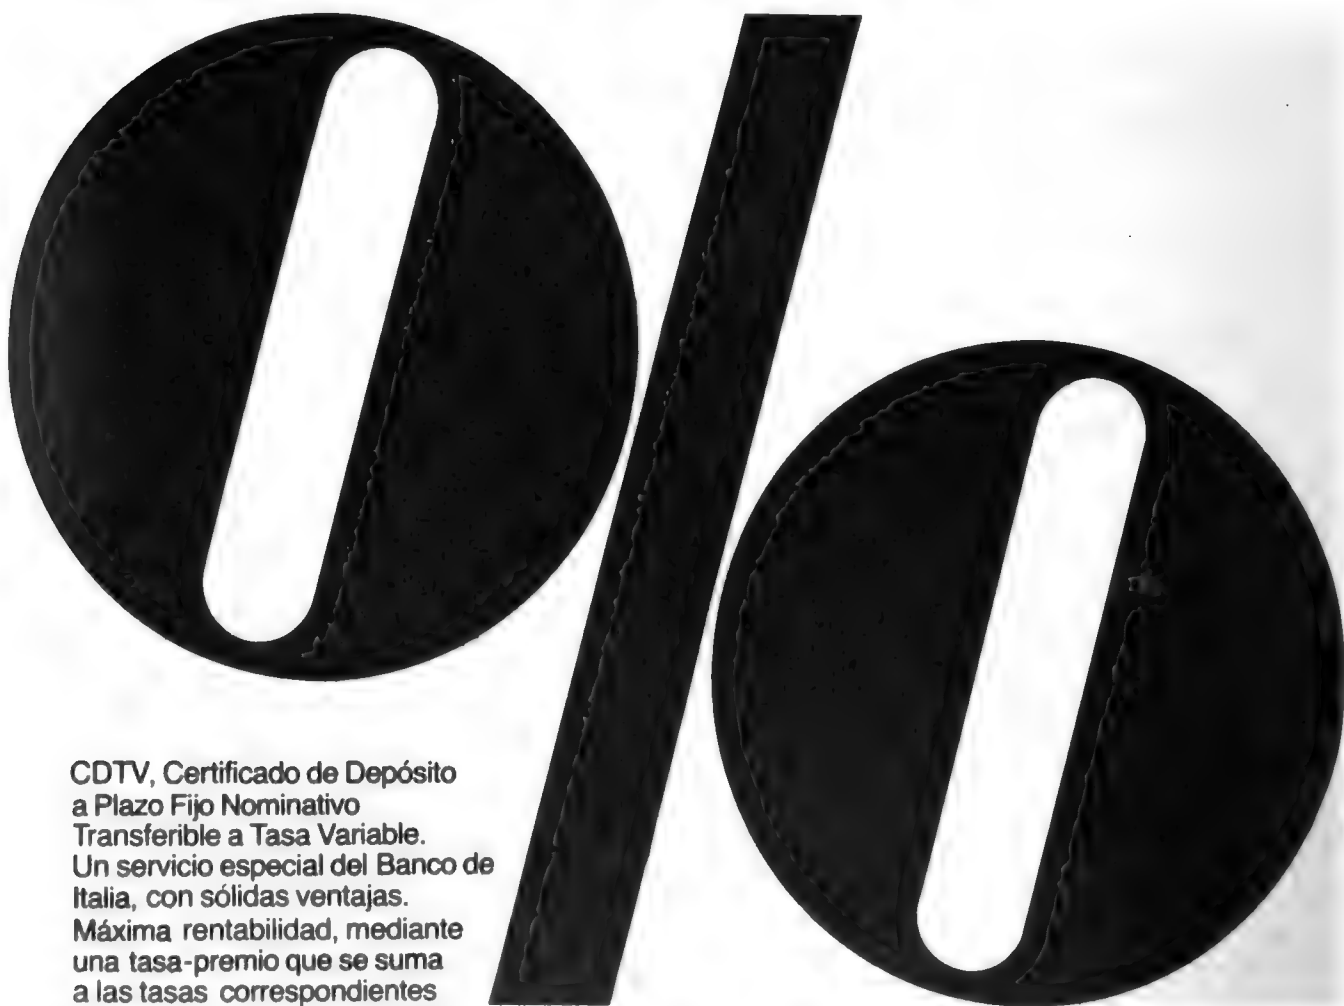 %
CDTV, Certificado de Depósito
a Plazo Fijo Nominativo
Transferible a Tasa Variable.
Un servicio especial del Banco de
Italia, con sólidas ventajas.
Máxima rentabilidad, mediante
una tasa-premio que se suma
a las tasas correspondientes